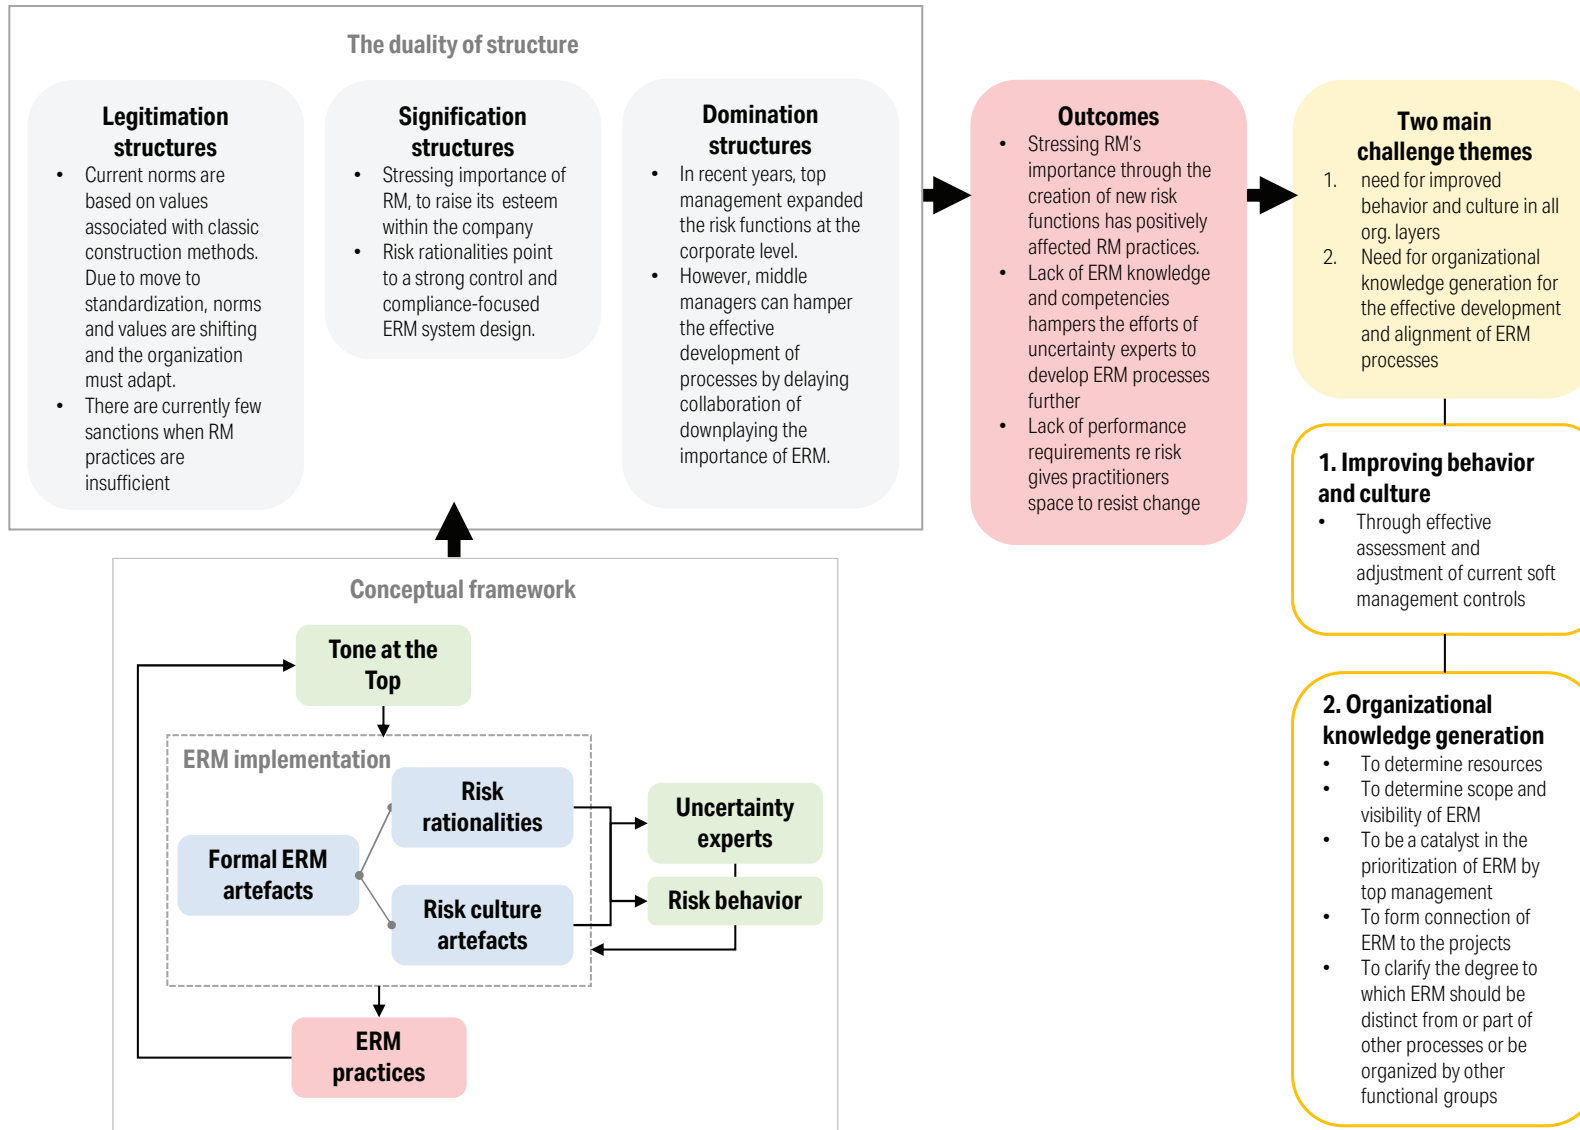 The duality of structure
Legitimation
structures
• Current norms are
based on values
associated with classic
construction methods.
Due to move to
standardization, norms
and values are shifting
and the organization
must adapt.
• There are currently few
sanctions when RM
practices are
insufficient
Signification
structures
• Stressing importance of
RM, to raise its esteem
within the company
• Risk rationalities point
to a strong control and
compliance-focused
ERM system design.
Domination
structures
• In recent years, top
management expanded
the risk functions at the
corporate level.
• However, middle
managers can hamper
the effective
development of
processes by delaying
collaboration of
downplaying the
importance of ERM.
Outcomes
• Stressing RM's
importance through the
creation of new risk
functions has positively
affected RM practices.
• Lack of ERM knowledge
and competencies
hampers the efforts of
uncertainty experts to
develop ERM processes
further
• Lack of performance
requirements re risk
gives practitioners
space to resist change
Two main
challenge themes
1. need for improved
behavior and culture in all
org. layers
2. Need for organizational
knowledge generation for
the effective development
and alignment of ERM
processes
1. Improving behavior
and culture
• Through effective
assessment and
adjustment of current soft
management controls
2. Organizational
knowledge generation
• To determine resources
• To determine scope and
visibility of ERM
• To be a catalyst in the
prioritization of ERM by
top management
• To form connection of
ERM to the projects
• To clarify the degree to
which ERM should be
distinct from or part of
other processes or be
organized by other
functional groups
Conceptual framework
Tone at the
Top
ERM implementation
Risk
rationalities
Formal ERM
artefacts
Risk culture
artefacts
Uncertainty
experts
Risk behavior
ERM
practices